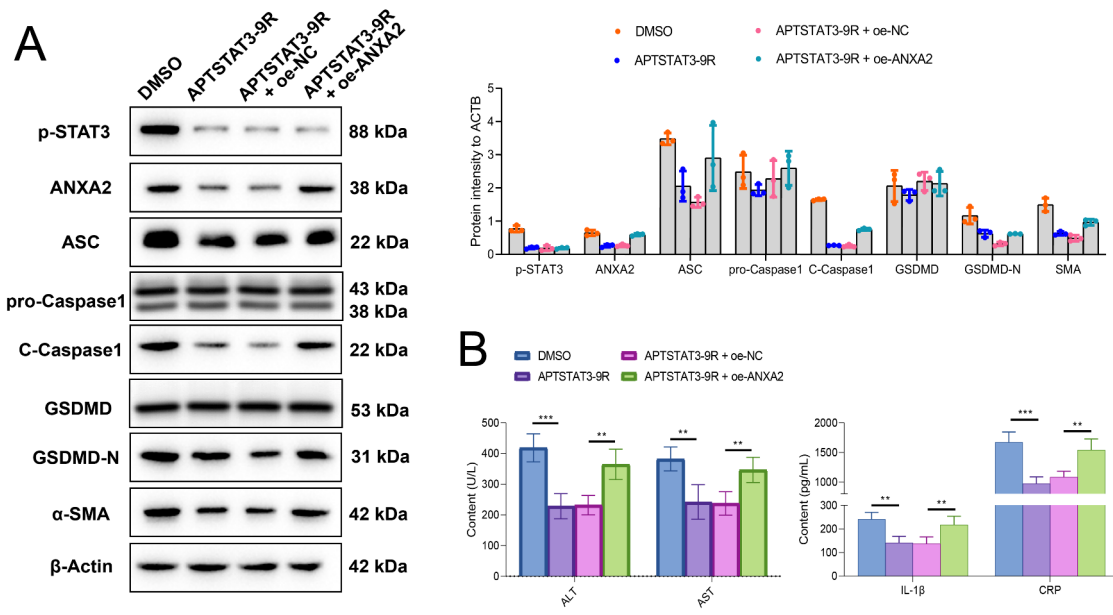 A
DMSO
APTSTAT3-9R
APTSTAT3-9R
+ oe-NC
APTSTAT3-9R
+ oe-ANXA2
p-STAT3
88 kDa
ANXA2
38 kDa
ASC
22 kDa
pro-Caspase1
43 kDa
38 kDa
C-Caspase1
22 kDa
GSDMD
53 kDa
GSDMD-N
31 kDa
α-SMA
42 kDa
β-Actin
42 kDa
DMSO
APTSTAT3-9R + oe-NC
APTSTAT3-9R
APTSTAT3-9R + oe-ANXA2
Protein intensity to ACTB
5
4
3
2
1
0
p-STAT3 ANXA2 ASC pro-Caspase1 C-Caspase1 GSDMD GSDMD-N SMA
B
DMSO
APTSTAT3-9R + oe-NC
APTSTAT3-9R
APTSTAT3-9R + oe-ANXA2
Content (U/L)
500
400
300
200
100
0
*** ** ** **
ALT AST
Content (pg/mL)
2000
1500
1000
300
200
100
0
** ** *** **
IL-1β CRP